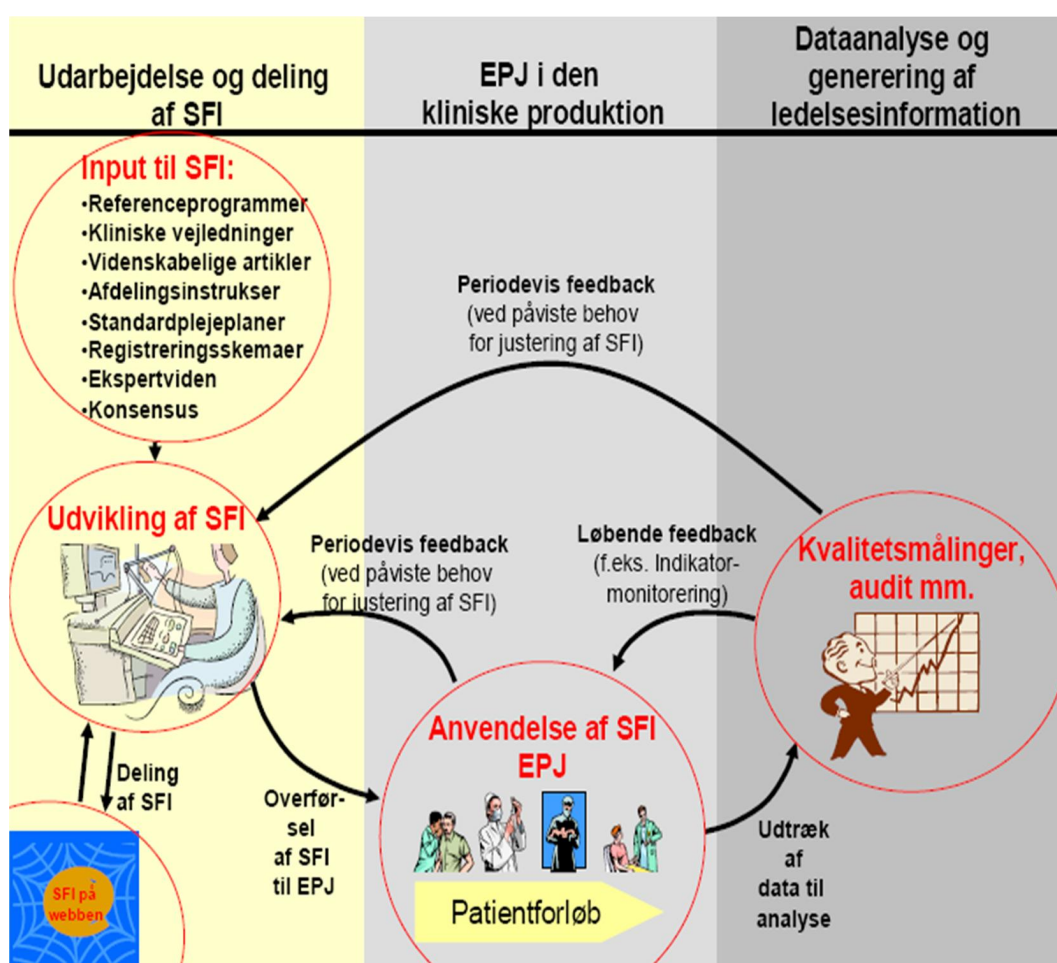 Udarbejdelse og deling
af SFI
EPJ i den
kliniske produktion
Dataanalyse og
generering af
ledelsesinformation
Input til SFI:
•Referenceprogrammer
•Kliniske vejledninger
•Videnskabelige artikler
•Afdelingsinstrukser
•Standardplejeplaner
•Registreringsskemaer
•Ekspertviden
•Konsensus
Periodevis feedback
(ved påviste behov
for justering af SFI)
Udvikling af SFI
Periodevis feedback
(ved påviste behov
for justering af SFI)
Løbende feedback
(f.eks. Indikator-
monitorering)
Kvalitetsmålinger,
audit mm.
Anvendelse af SFI
EPJ
Patientforløb
Deling
af SFI
Overfør-
sel
af SFI
til EPJ
Udtræk
af
data til
analyse
SFI på
webben